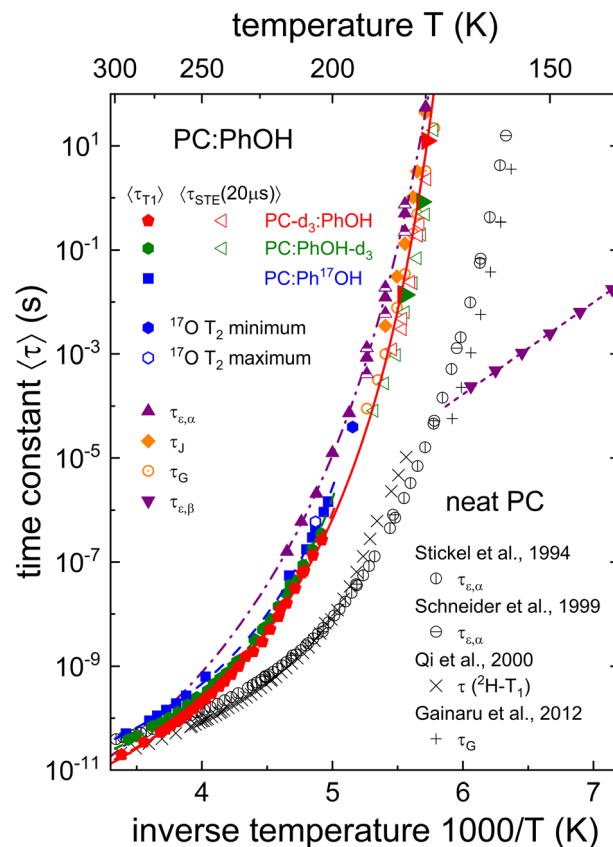 temperature T (K)
300 250 200 150
PC:PhOH
⟨τT1⟩ ⟨τSTE(20μs)⟩
PC-d3:PhOH
PC:PhOH-d3
PC:Ph17OH
17O T2 minimum
17O T2 maximum
τε,α
τJ
τG
τε,β
neat PC
Stickel et al., 1994
τε,α
Schneider et al., 1999
τε,α
Qi et al., 2000
τ (2H-T1)
Gainaru et al., 2012
τG
time constant ⟨τ⟩ (s)
10^1
10^-1
10^-3
10^-5
10^-7
10^-9
10^-11
4 5 6 7
inverse temperature 1000/T (K)